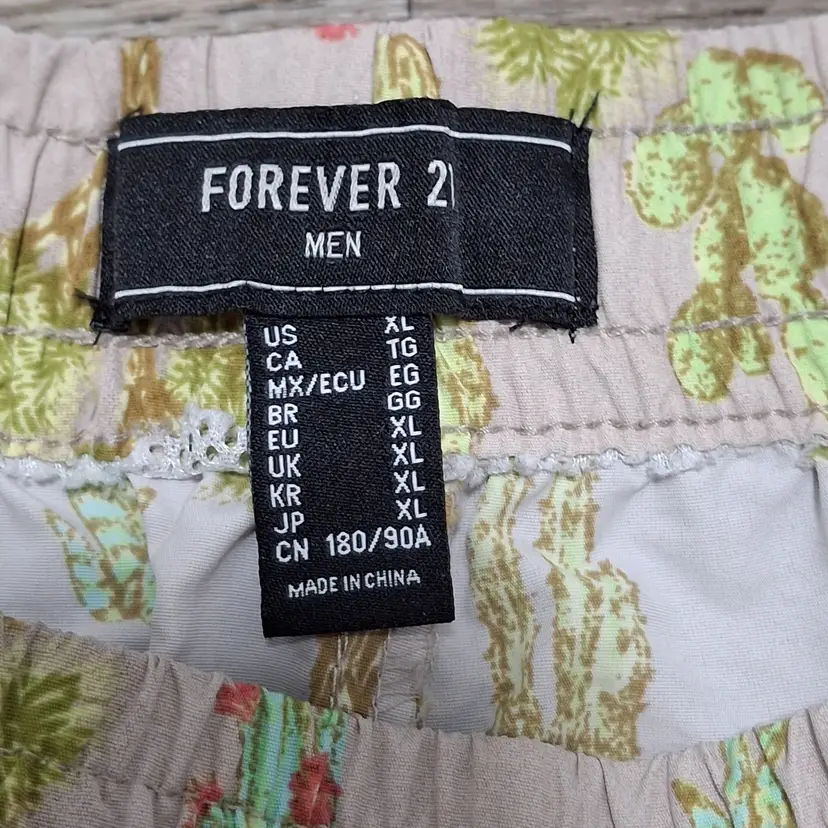 FOREVER 21
MEN
US XL
CA TG
MX/ECU EG
BR GG
EU XL
UK XL
KR XL
JP XL
CN 180/90A
MADE IN CHINA